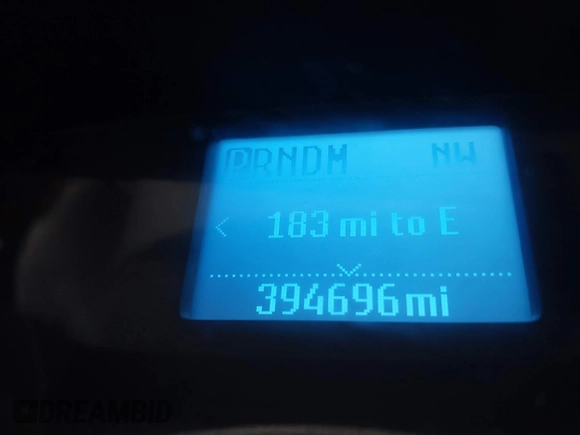 PRNDM NW
< 183 mi to E
394696mi
DREAMBID